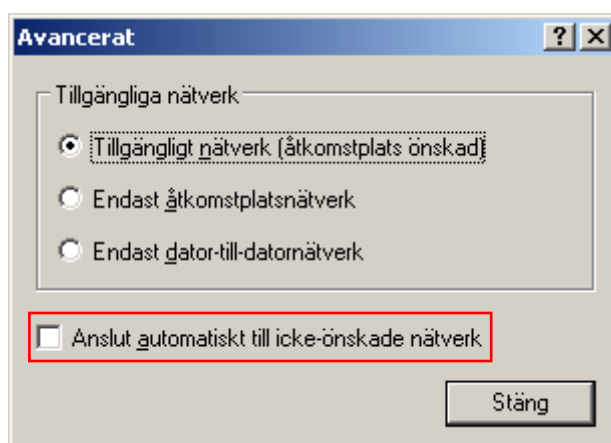 Avancerat
Tillgängliga nätverk
Tillgängligt nätverk (åtkomstplats önskad)
Endast åtkomstplatsnätverk
Endast dator-till-datornätverk
Anslut automatiskt till icke-önskade nätverk
Stäng